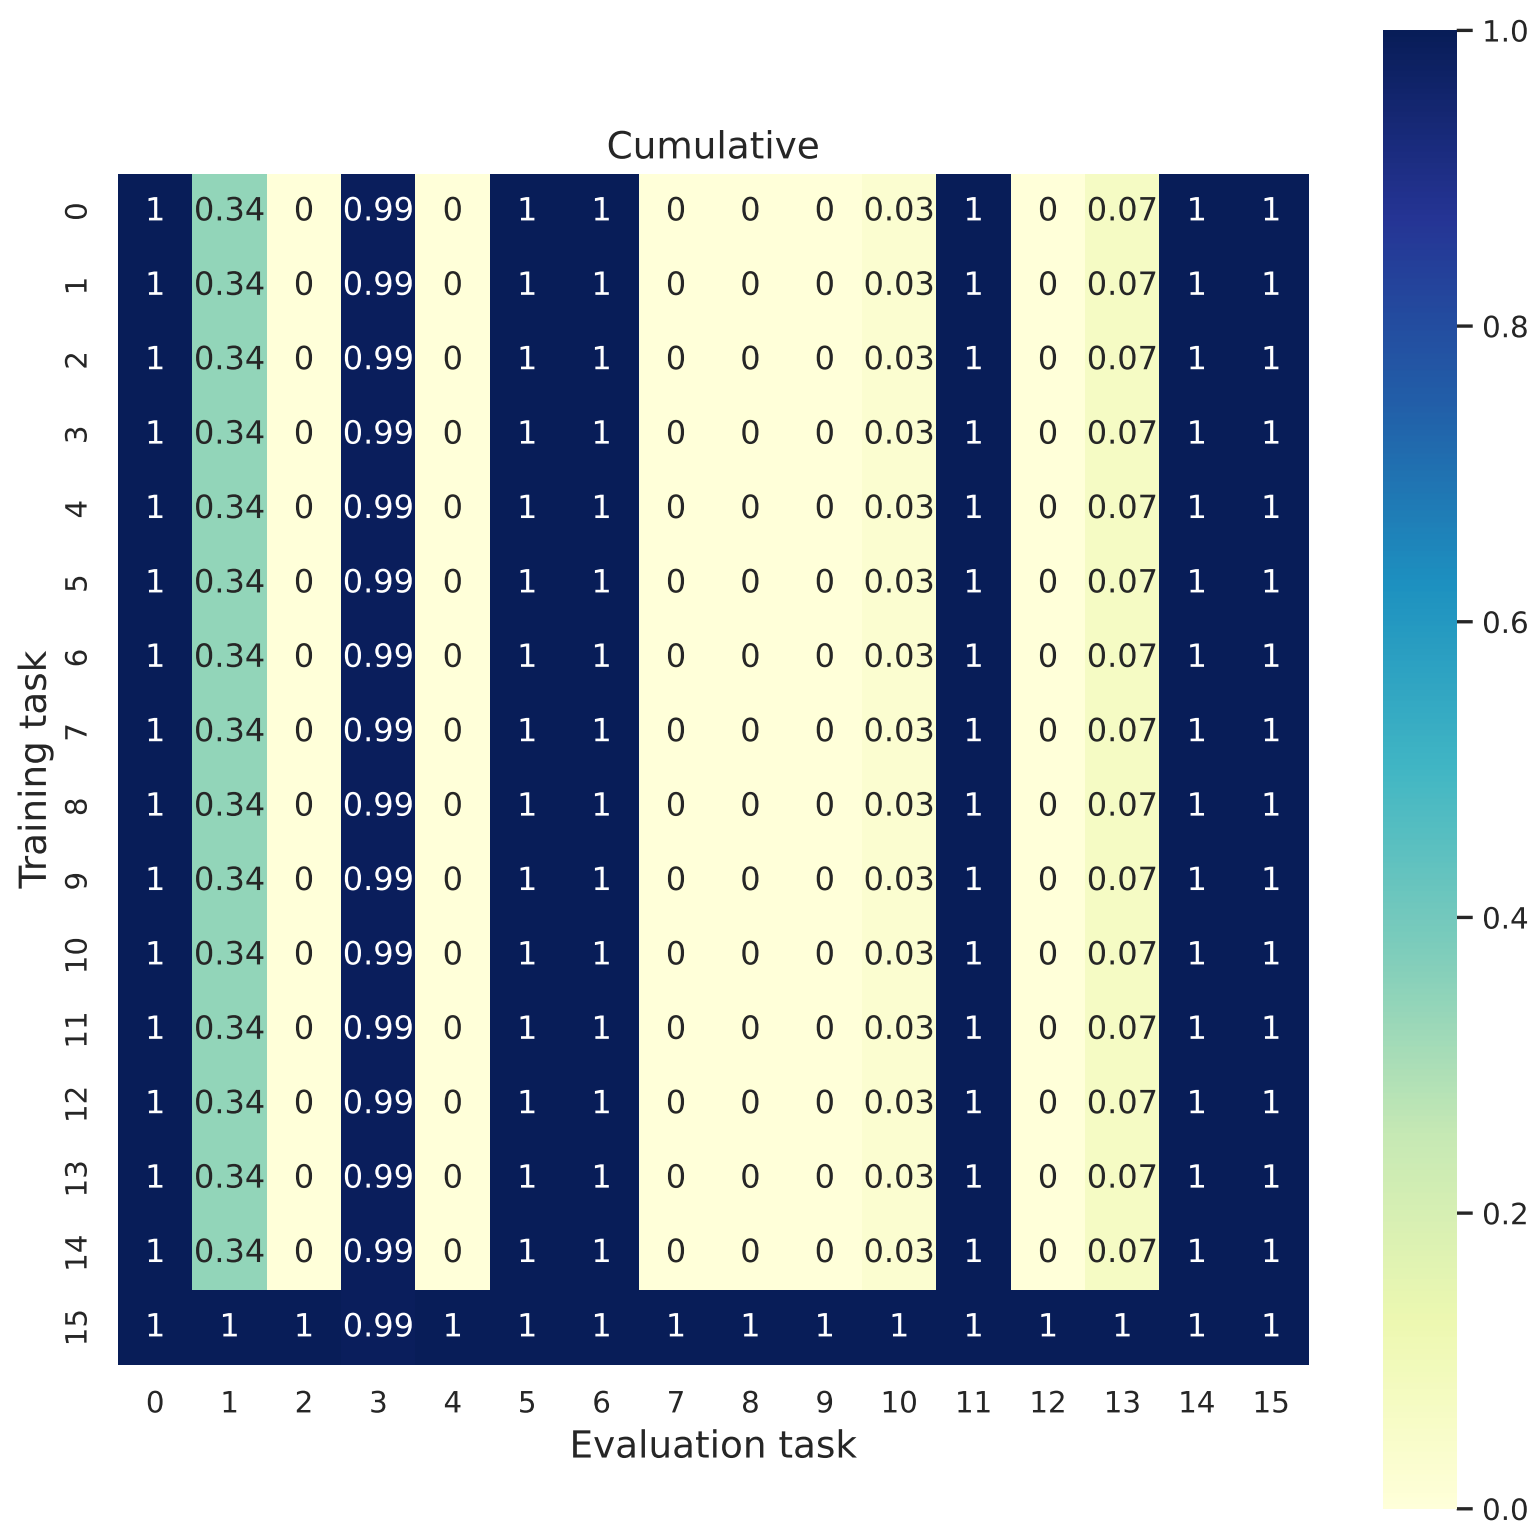 Cumulative
0 1 0.34 0 0.99 0 1 1 0 0 0 0.03 1 0 0.07 1 1
1 1 0.34 0 0.99 0 1 1 0 0 0 0.03 1 0 0.07 1 1
2 1 0.34 0 0.99 0 1 1 0 0 0 0.03 1 0 0.07 1 1
3 1 0.34 0 0.99 0 1 1 0 0 0 0.03 1 0 0.07 1 1
4 1 0.34 0 0.99 0 1 1 0 0 0 0.03 1 0 0.07 1 1
5 1 0.34 0 0.99 0 1 1 0 0 0 0.03 1 0 0.07 1 1
6 1 0.34 0 0.99 0 1 1 0 0 0 0.03 1 0 0.07 1 1
7 1 0.34 0 0.99 0 1 1 0 0 0 0.03 1 0 0.07 1 1
8 1 0.34 0 0.99 0 1 1 0 0 0 0.03 1 0 0.07 1 1
9 1 0.34 0 0.99 0 1 1 0 0 0 0.03 1 0 0.07 1 1
10 1 0.34 0 0.99 0 1 1 0 0 0 0.03 1 0 0.07 1 1
11 1 0.34 0 0.99 0 1 1 0 0 0 0.03 1 0 0.07 1 1
12 1 0.34 0 0.99 0 1 1 0 0 0 0.03 1 0 0.07 1 1
13 1 0.34 0 0.99 0 1 1 0 0 0 0.03 1 0 0.07 1 1
14 1 0.34 0 0.99 0 1 1 0 0 0 0.03 1 0 0.07 1 1
15 1 1 1 0.99 1 1 1 1 1 1 1 1 1 1 1 1
0 1 2 3 4 5 6 7 8 9 10 11 12 13 14 15
Evaluation task
Training task
1.0
0.8
0.6
0.4
0.2
0.0